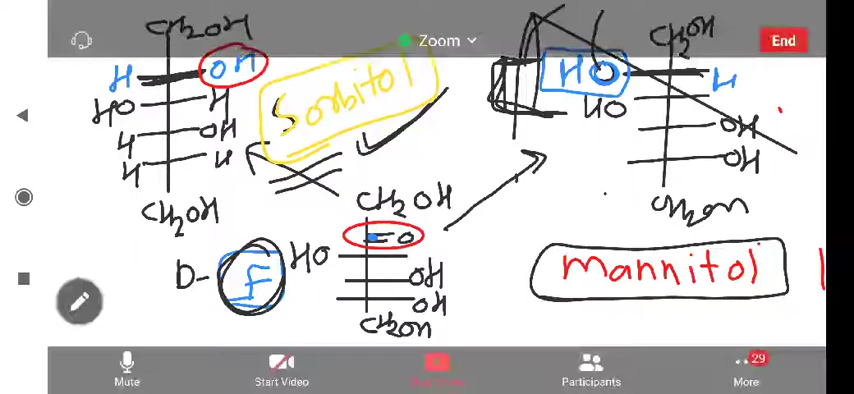 Zoom
End
CH2OH
H OH
HO H
H OH
H H
CH2OH
Sorbitol
CH2OH
HO H
HO
OH
OH
CH2OH
D- F
CH2OH
=O
HO
OH
OH
CH2OH
mannitol
Mute
Start Video
Participants
29
More